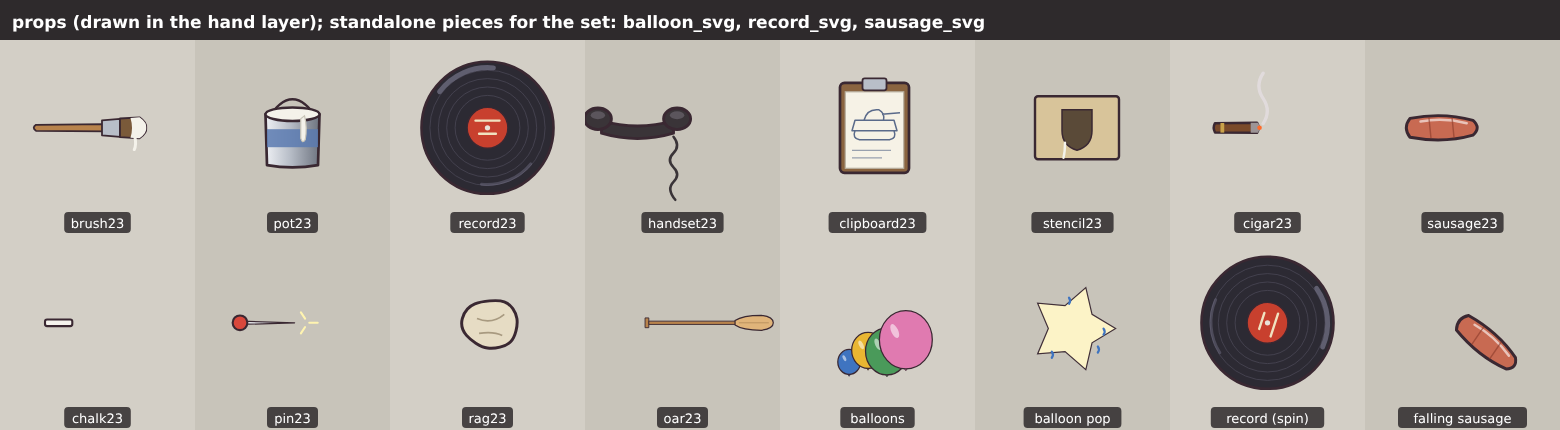 props (drawn in the hand layer); standalone pieces for the set: balloon_svg, record_svg, sausage_svg
brush23
pot23
record23
handset23
clipboard23
stencil23
cigar23
sausage23
chalk23
pin23
rag23
oar23
balloons
balloon pop
record (spin)
falling sausage